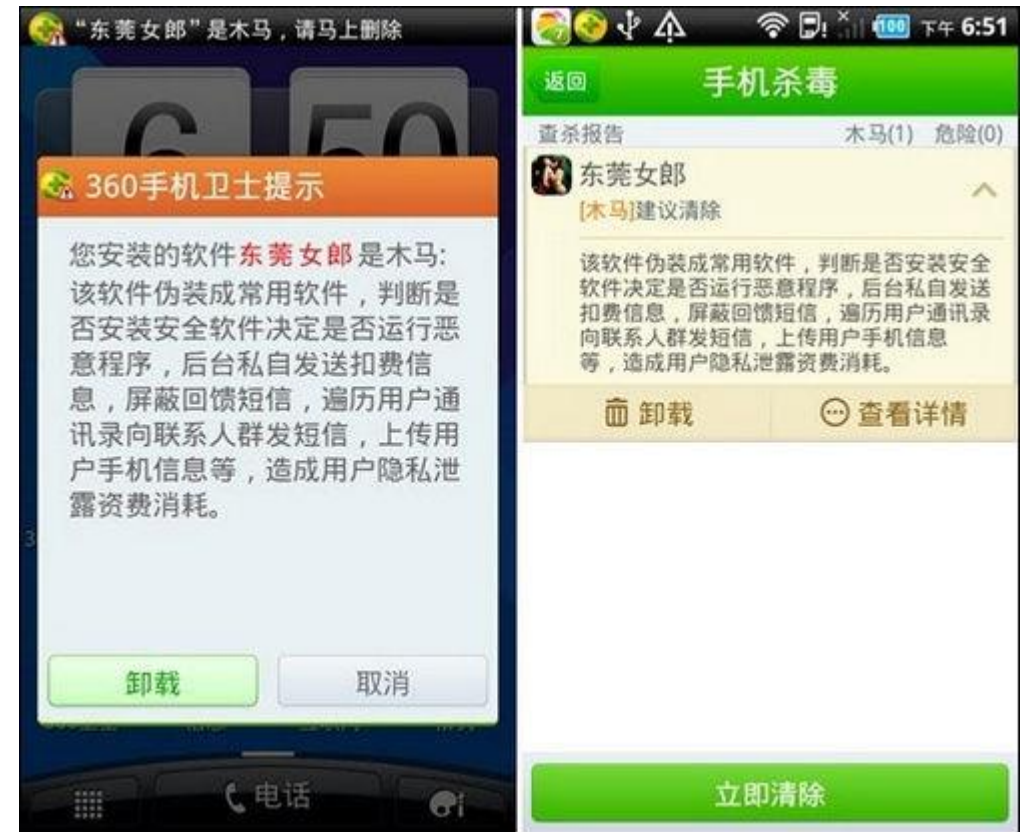 “东莞女郎”是木马，请马上删除
6 50
360手机卫士提示
您安装的软件东莞女郎是木马:
该软件伪装成常用软件，判断是
否安装安全软件决定是否运行恶
意程序，后台私自发送扣费信
息，屏蔽回馈短信，遍历用户通
讯录向联系人群发短信，上传用
户手机信息等，造成用户隐私泄
露资费消耗。
卸载 取消
电话
100 下午 6:51
返回 手机杀毒
查杀报告 木马(1) 危险(0)
东莞女郎
[木马]建议清除
该软件伪装成常用软件，判断是否安装安全
软件决定是否运行恶意程序，后台私自发送
扣费信息，屏蔽回馈短信，遍历用户通讯录
向联系人群发短信，上传用户手机信息
等，造成用户隐私泄露资费消耗。
卸载 查看详情
立即清除